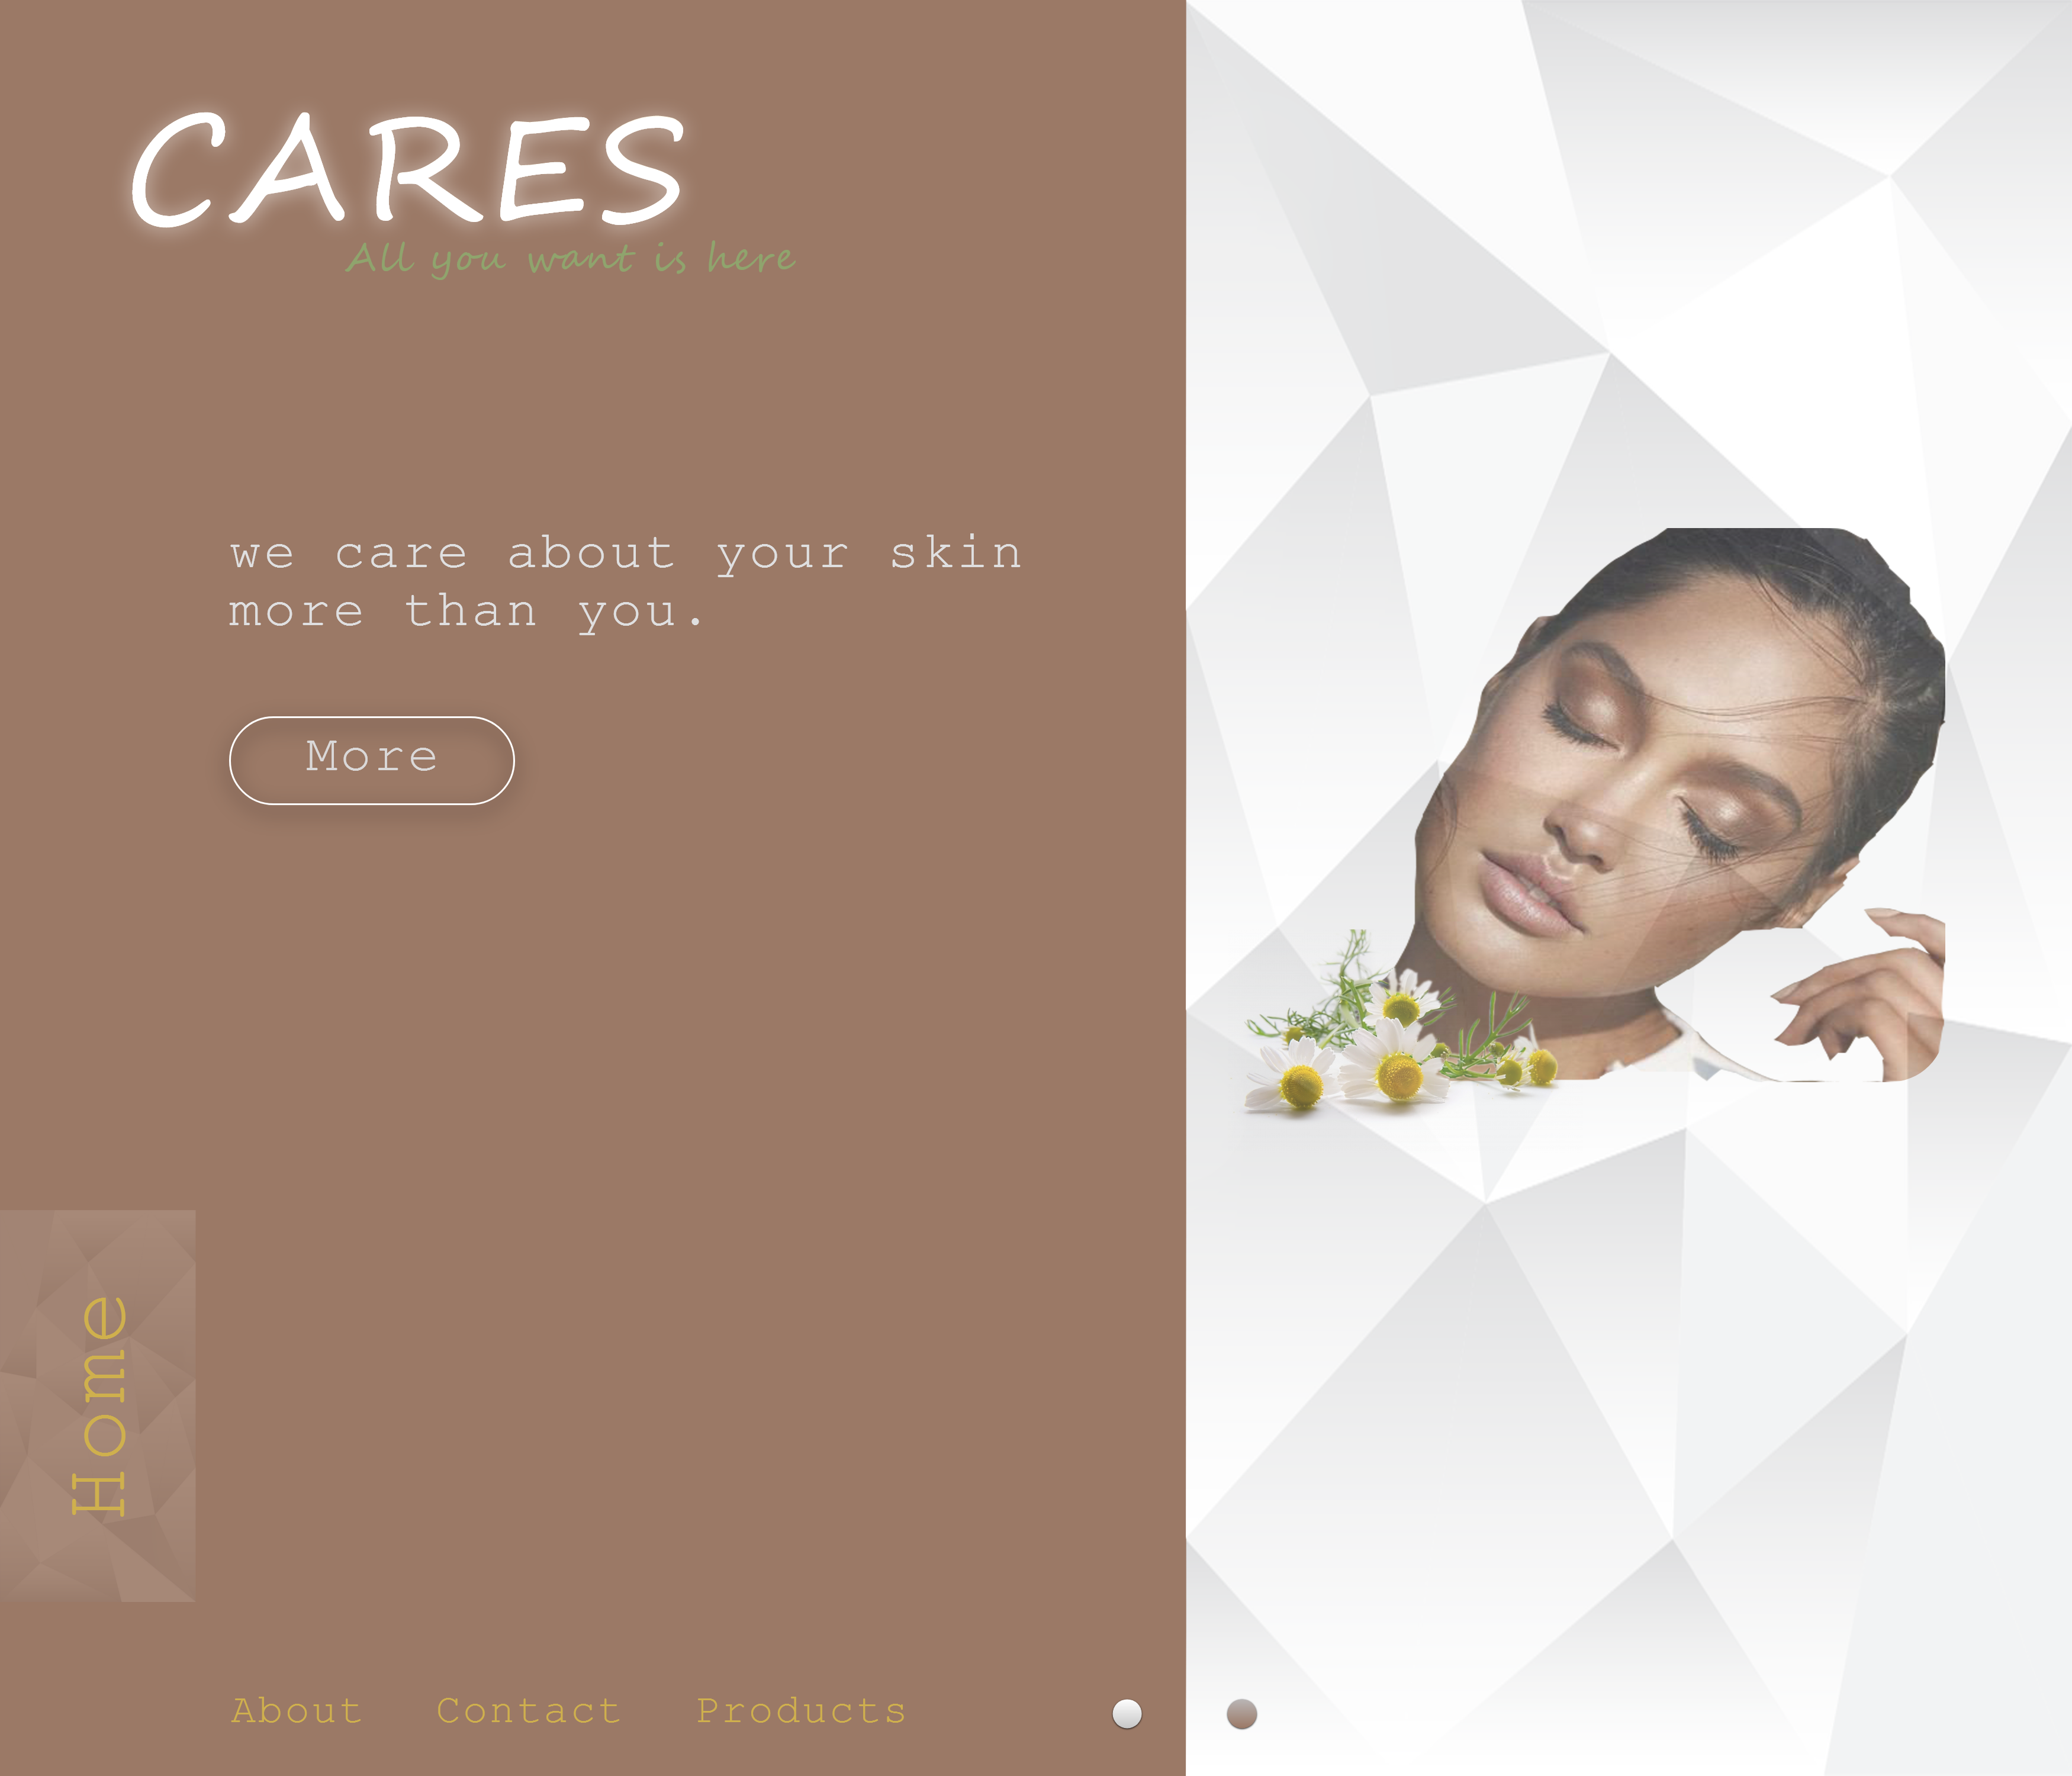 CARES
All you want is here
we care about your skin
more than you.
More
Home
About Contact Products